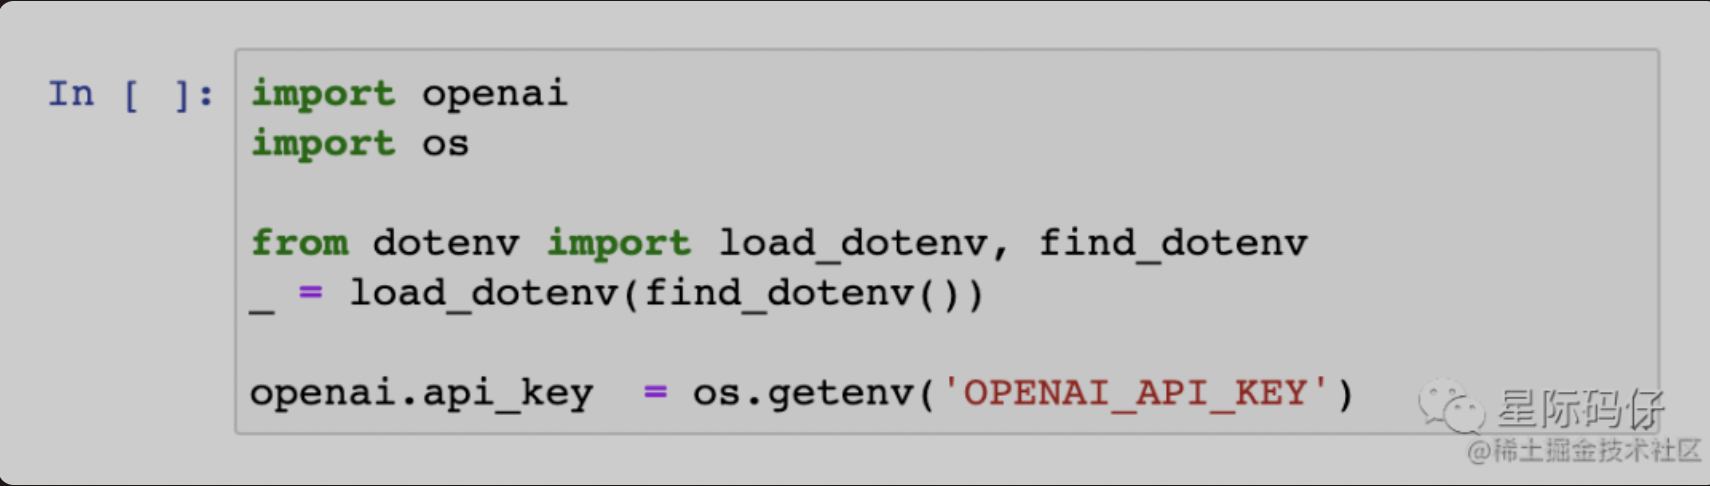 In [ ]:
import openai
import os
from dotenv import load_dotenv, find_dotenv
_ = load_dotenv(find_dotenv())
openai.api_key  = os.getenv('OPENAI_API_KEY')
星际码仔
@稀土掘金技术社区